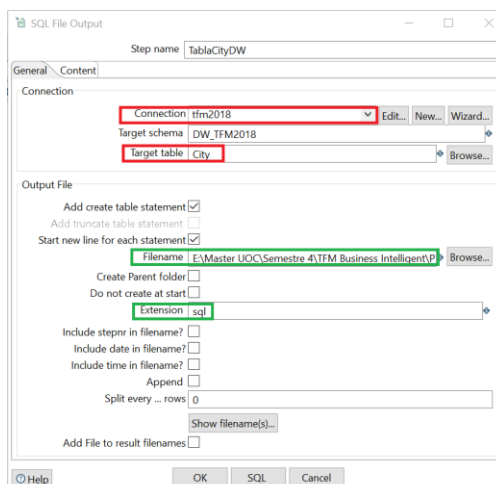 SQL File Output
Step name TablaCityDW
General Content
Connection
Connection tfm2018 Edit... New... Wizard...
Target schema DW_TFM2018
Target table City Browse...
Output File
Add create table statement
Add truncate table statement
Start new line for each statement
Filename E:\Master UOC\Semestre 4\TFM Business Intelligent\P Browse...
Create Parent folder
Do not create at start
Extension sql
Include stepnr in filename?
Include date in filename?
Include time in filename?
Append
Split every ... rows 0
Show filename(s)...
Add File to result filenames
Help OK SQL Cancel